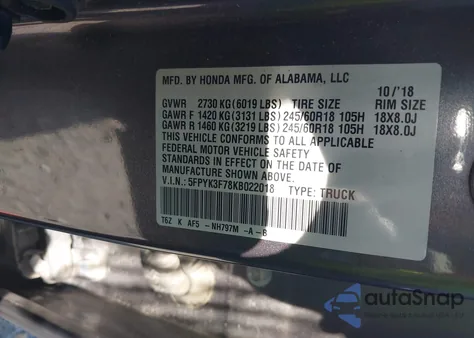 MFD. BY HONDA MFG. OF ALABAMA, LLC
10/'18
GVWR 2730 KG(6019 LBS) TIRE SIZE RIM SIZE
GAWR F 1420 KG(3131 LBS) 245/60R18 105H 18X8.0J
GAWR R 1460 KG(3219 LBS) 245/60R18 105H 18X8.0J
THIS VEHICLE CONFORMS TO ALL APPLICABLE
FEDERAL MOTOR VEHICLE SAFETY
STANDARDS IN EFFECT ON THE DATE OF
MANUFACTURE SHOWN ABOVE.
V.I.N.: 5FPYK3F78KB022018 TYPE: TRUCK
T6Z K AF5 -NH797M -A-B
autoSnap